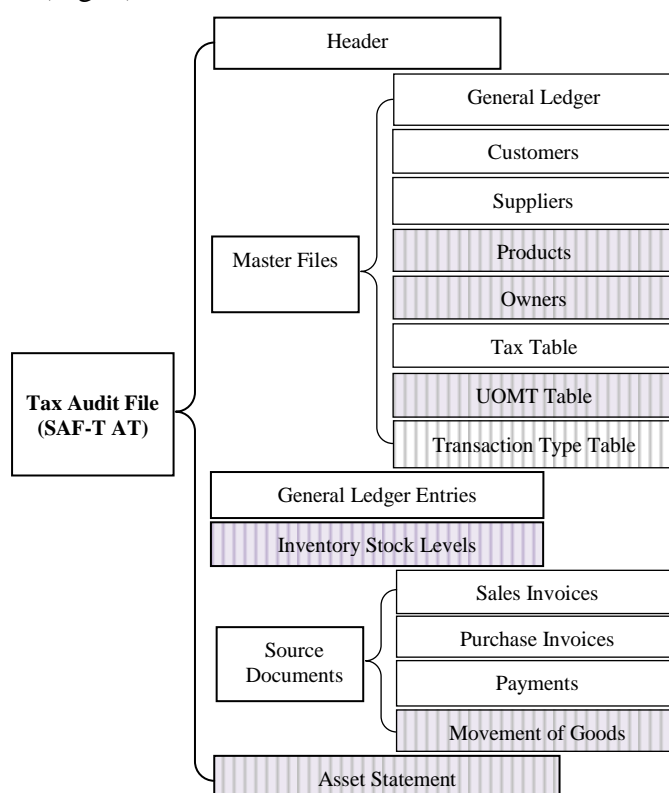 Header
General Ledger
Customers
Suppliers
Products
Master Files
Owners
Tax Table
Tax Audit File
(SAF-T AT)
UOMT Table
Transaction Type Table
General Ledger Entries
Inventory Stock Levels
Sales Invoices
Purchase Invoices
Source
Documents
Payments
Movement of Goods
Asset Statement